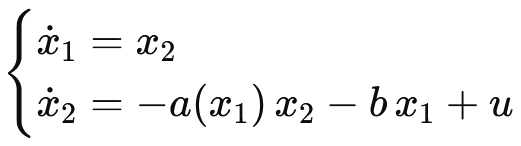 ẋ₁ = x₂
ẋ₂ = −a(x₁) x₂ − b x₁ + u